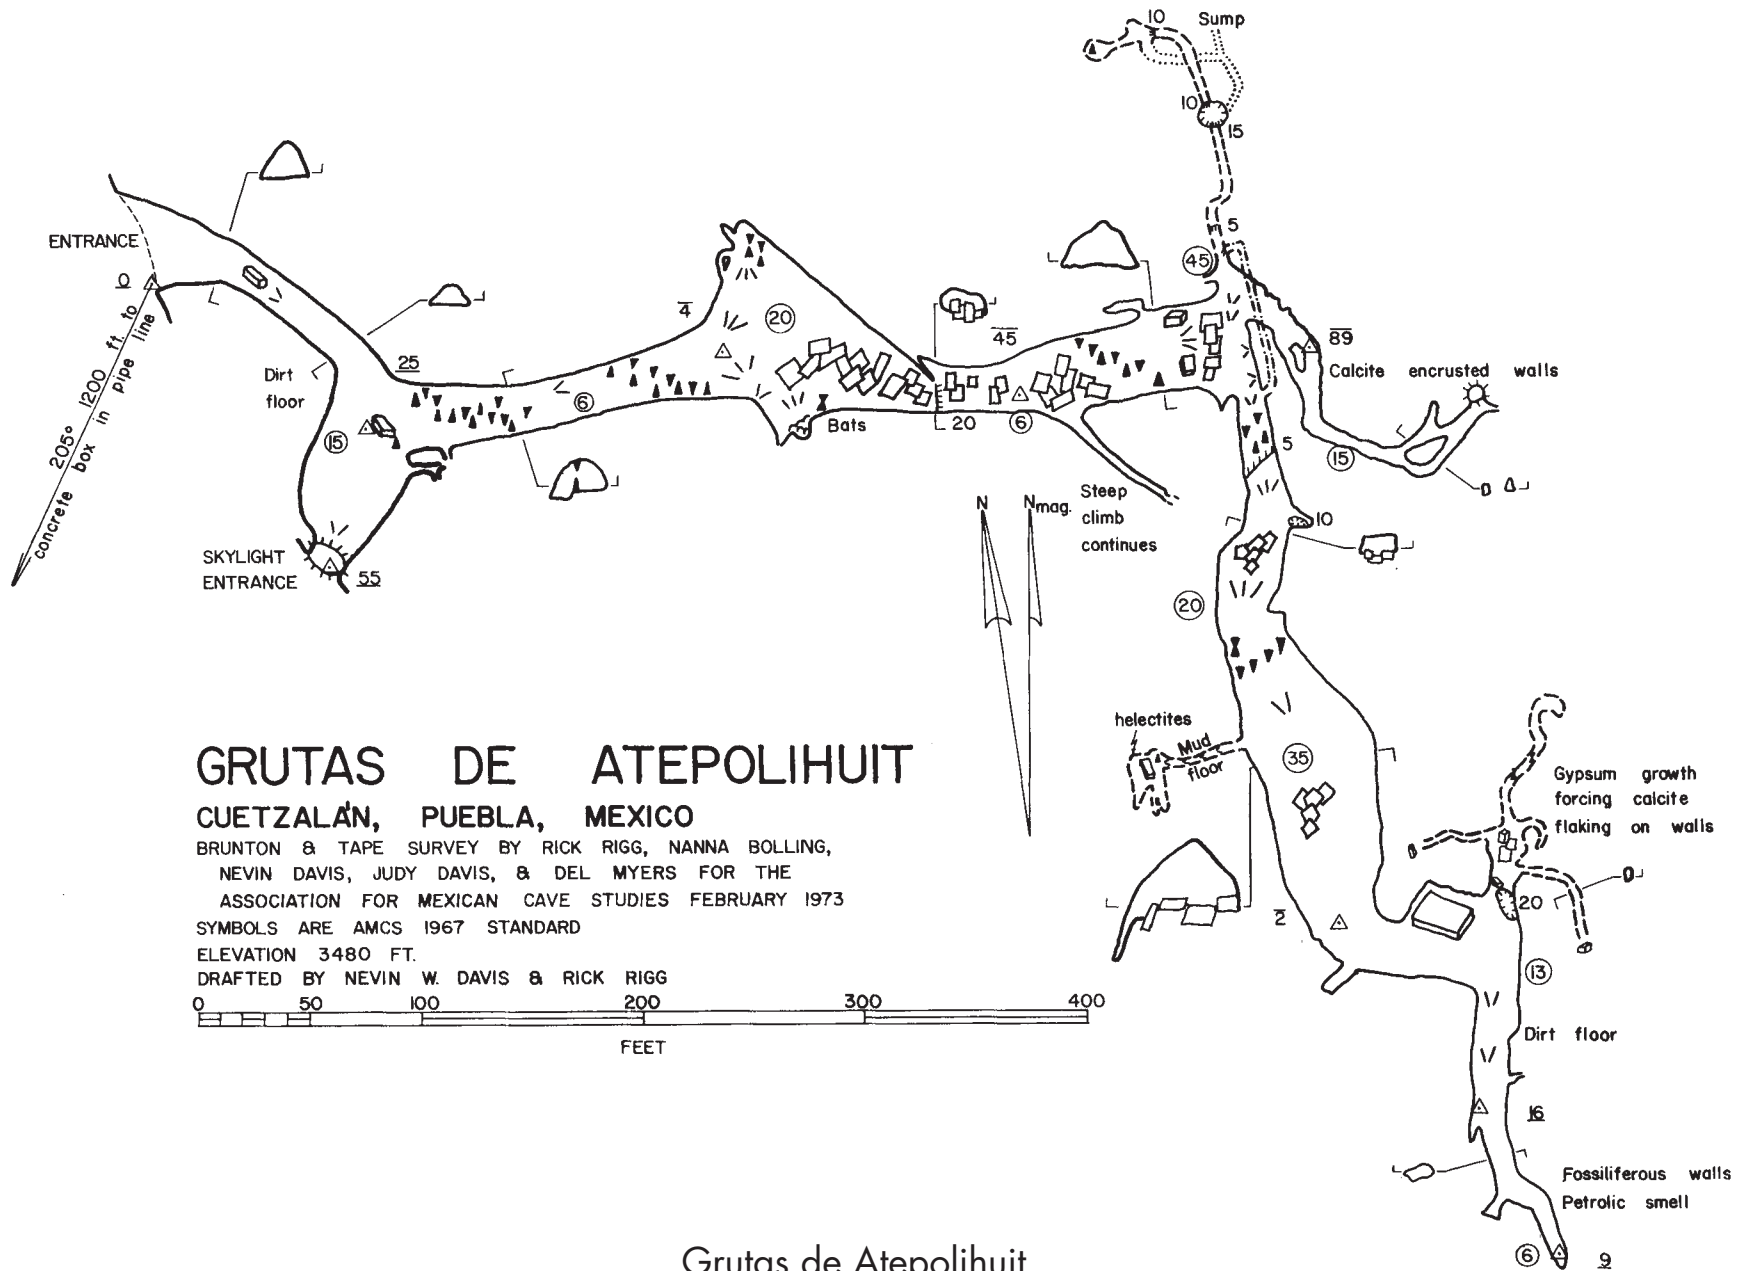 10 Sump
10
15
ENTRANCE
0
5
45
4
20
45
89
25
Dirt
floor
Calcite encrusted walls
6
15
Bats
20
6
5
15
205° 1200 ft. to
concrete box in pipe line
N
Nmag.
Steep
climb
continues
10
SKYLIGHT
ENTRANCE
55
20
helectites
Mud
floor
35
GRUTAS DE ATEPOLIHUIT
CUETZALÁN, PUEBLA, MEXICO
BRUNTON & TAPE SURVEY BY RICK RIGG, NANNA BOLLING,
NEVIN DAVIS, JUDY DAVIS, & DEL MYERS FOR THE
ASSOCIATION FOR MEXICAN CAVE STUDIES FEBRUARY 1973
SYMBOLS ARE AMCS 1967 STANDARD
ELEVATION 3480 FT.
DRAFTED BY NEVIN W. DAVIS & RICK RIGG
0 50 100 200 300 400
FEET
Gypsum growth
forcing calcite
flaking on walls
20
2
13
Dirt floor
16
Fossiliferous walls
Petrolic smell
6
9
Grutas de Atepolihuit